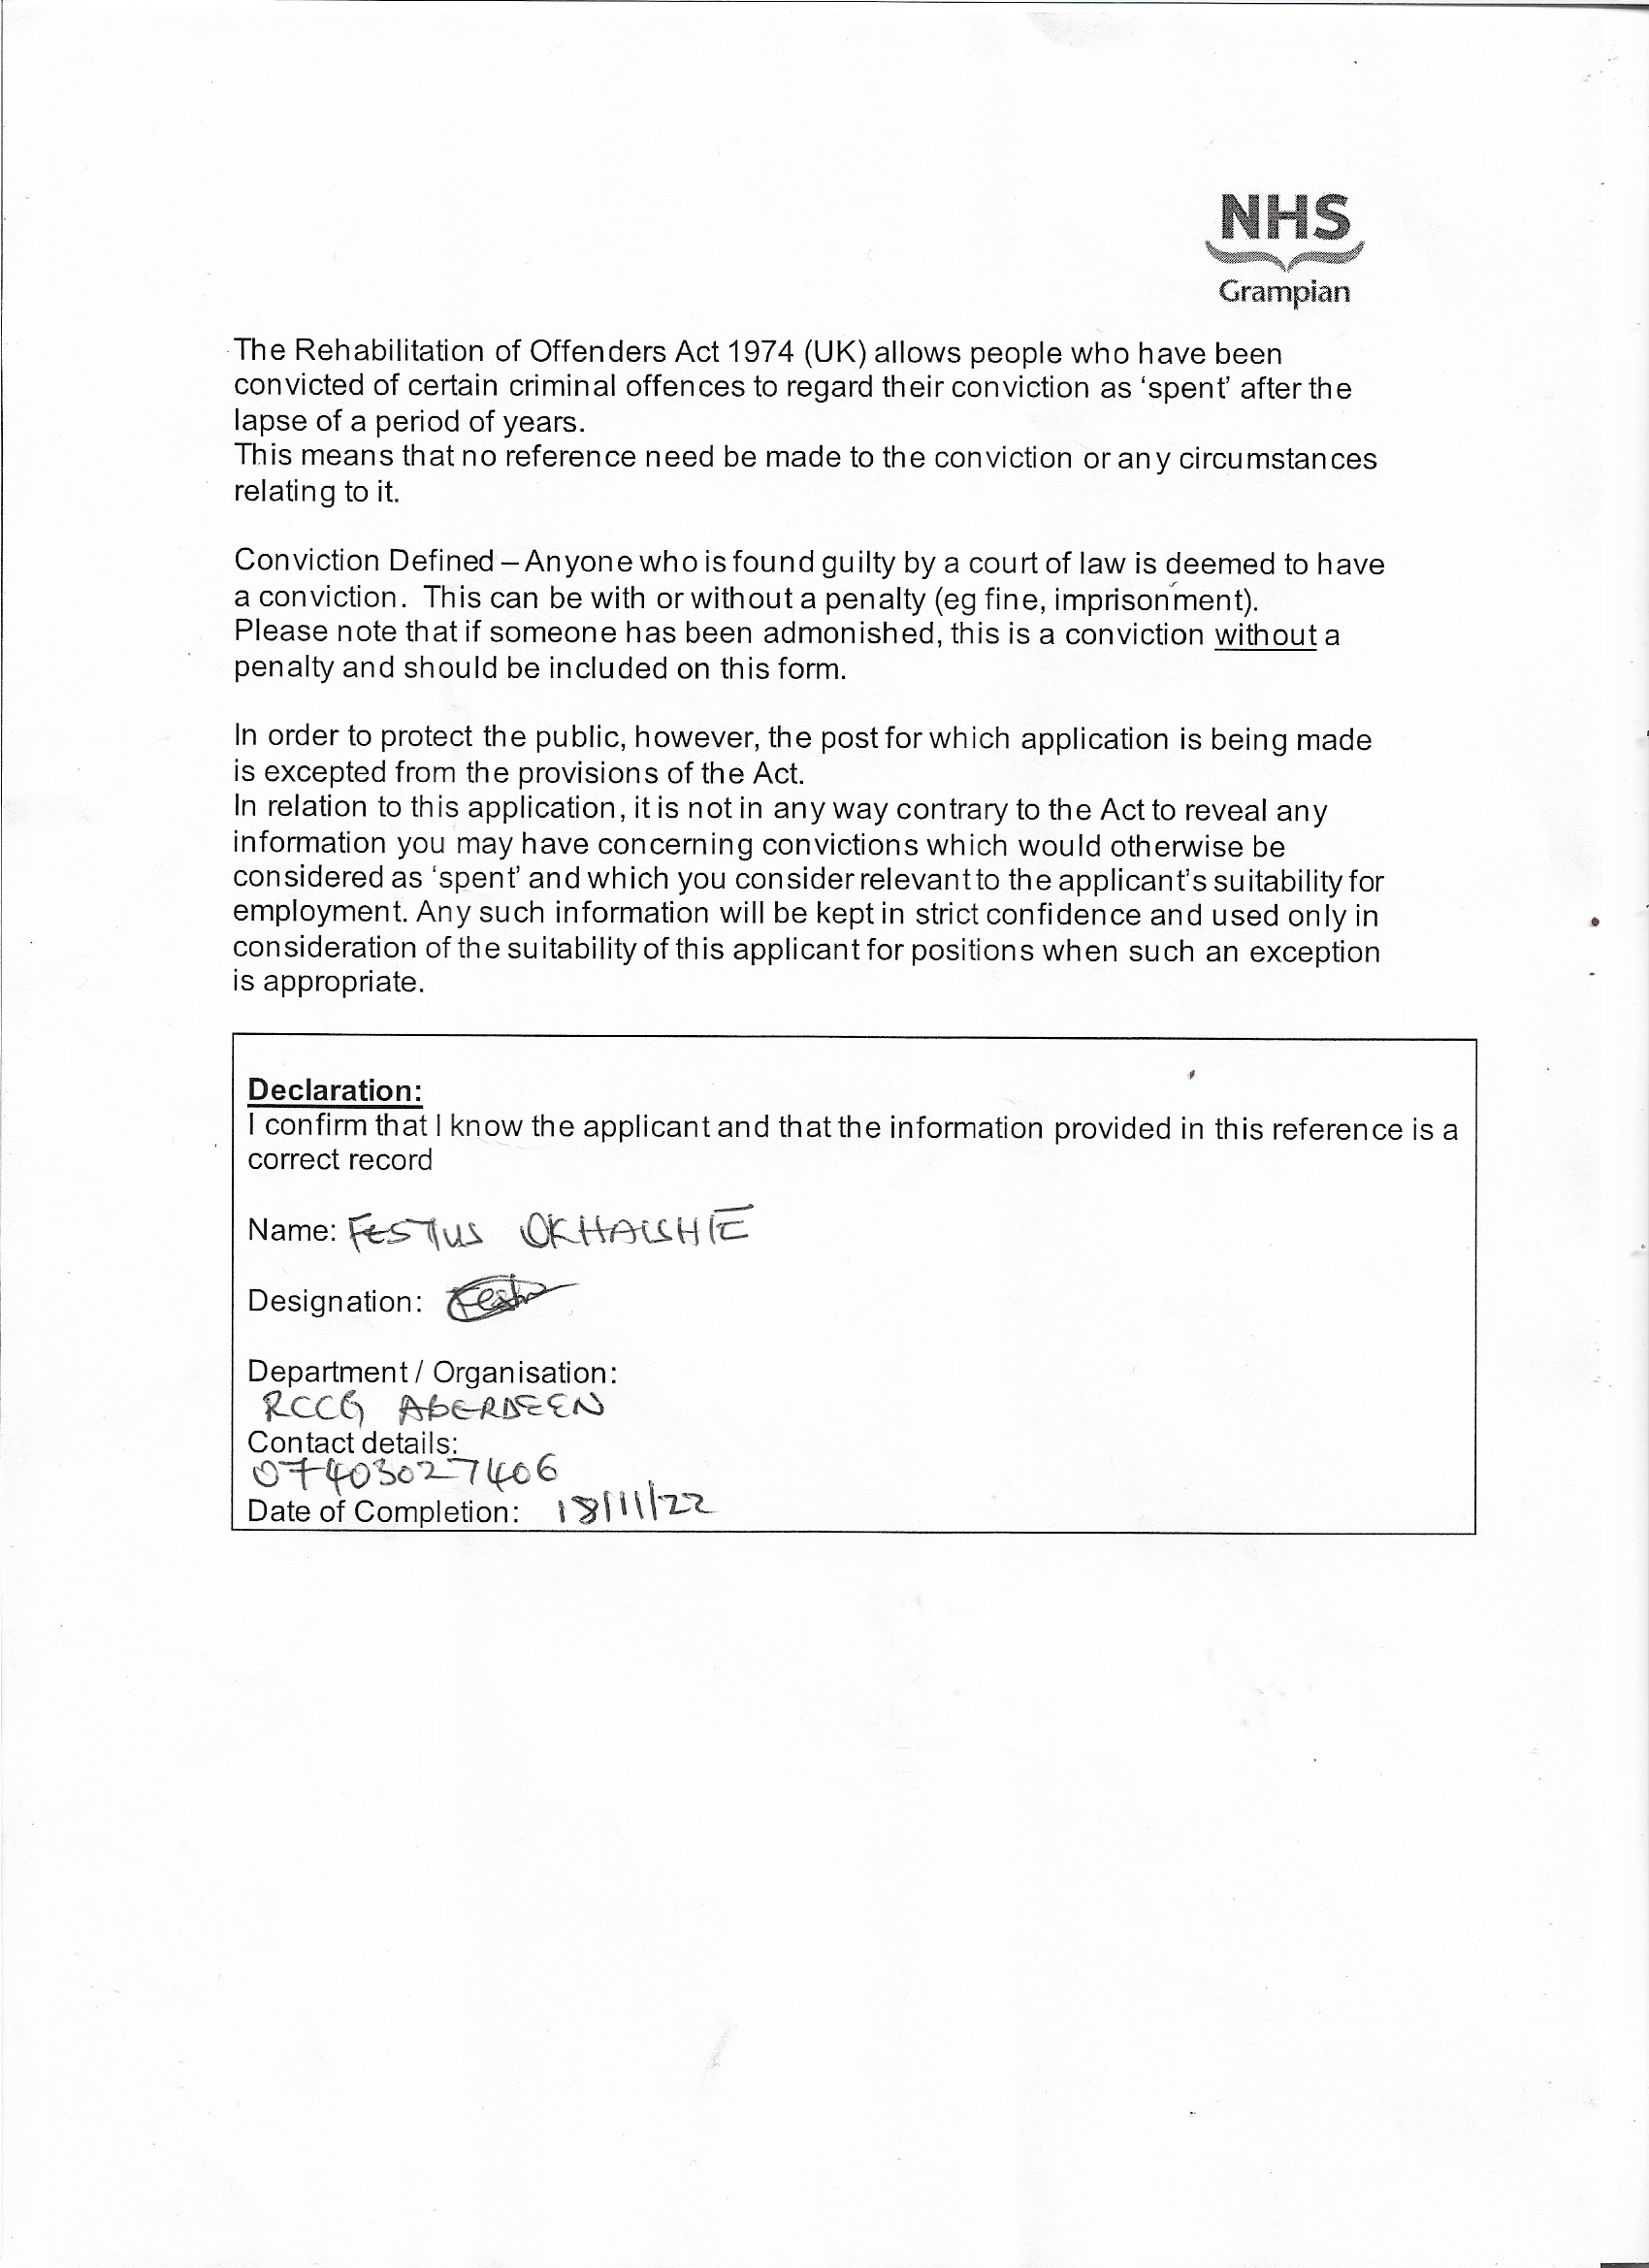 NHS
Grampian
The Rehabilitation of Offenders Act 1974 (UK) allows people who have been
convicted of certain criminal offences to regard their conviction as ‘spent’ after the
lapse of a period of years.
This means that no reference need be made to the conviction or any circumstances
relating to it.
Conviction Defined – Anyone who is found guilty by a court of law is deemed to have
a conviction. This can be with or without a penalty (eg fine, imprisonment).
Please note that if someone has been admonished, this is a conviction without a
penalty and should be included on this form.
In order to protect the public, however, the post for which application is being made
is excepted from the provisions of the Act.
In relation to this application, it is not in any way contrary to the Act to reveal any
information you may have concerning convictions which would otherwise be
considered as ‘spent’ and which you consider relevant to the applicant’s suitability for
employment. Any such information will be kept in strict confidence and used only in
consideration of the suitability of this applicant for positions when such an exception
is appropriate.
Declaration:
I confirm that I know the applicant and that the information provided in this reference is a
correct record
Name: FESTUS
Designation:
Department / Organisation:
RCCG ABERDEEN
Contact details:
07403027406
Date of Completion: 18/11/22